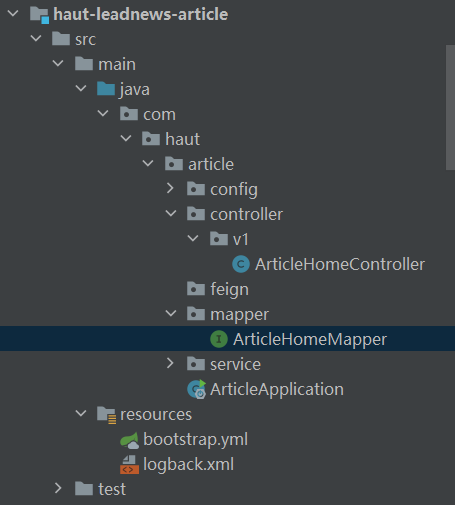 haut-leadnews-article
src
main
java
com
haut
article
config
controller
v1
ArticleHomeController
feign
mapper
ArticleHomeMapper
service
ArticleApplication
resources
bootstrap.yml
logback.xml
test